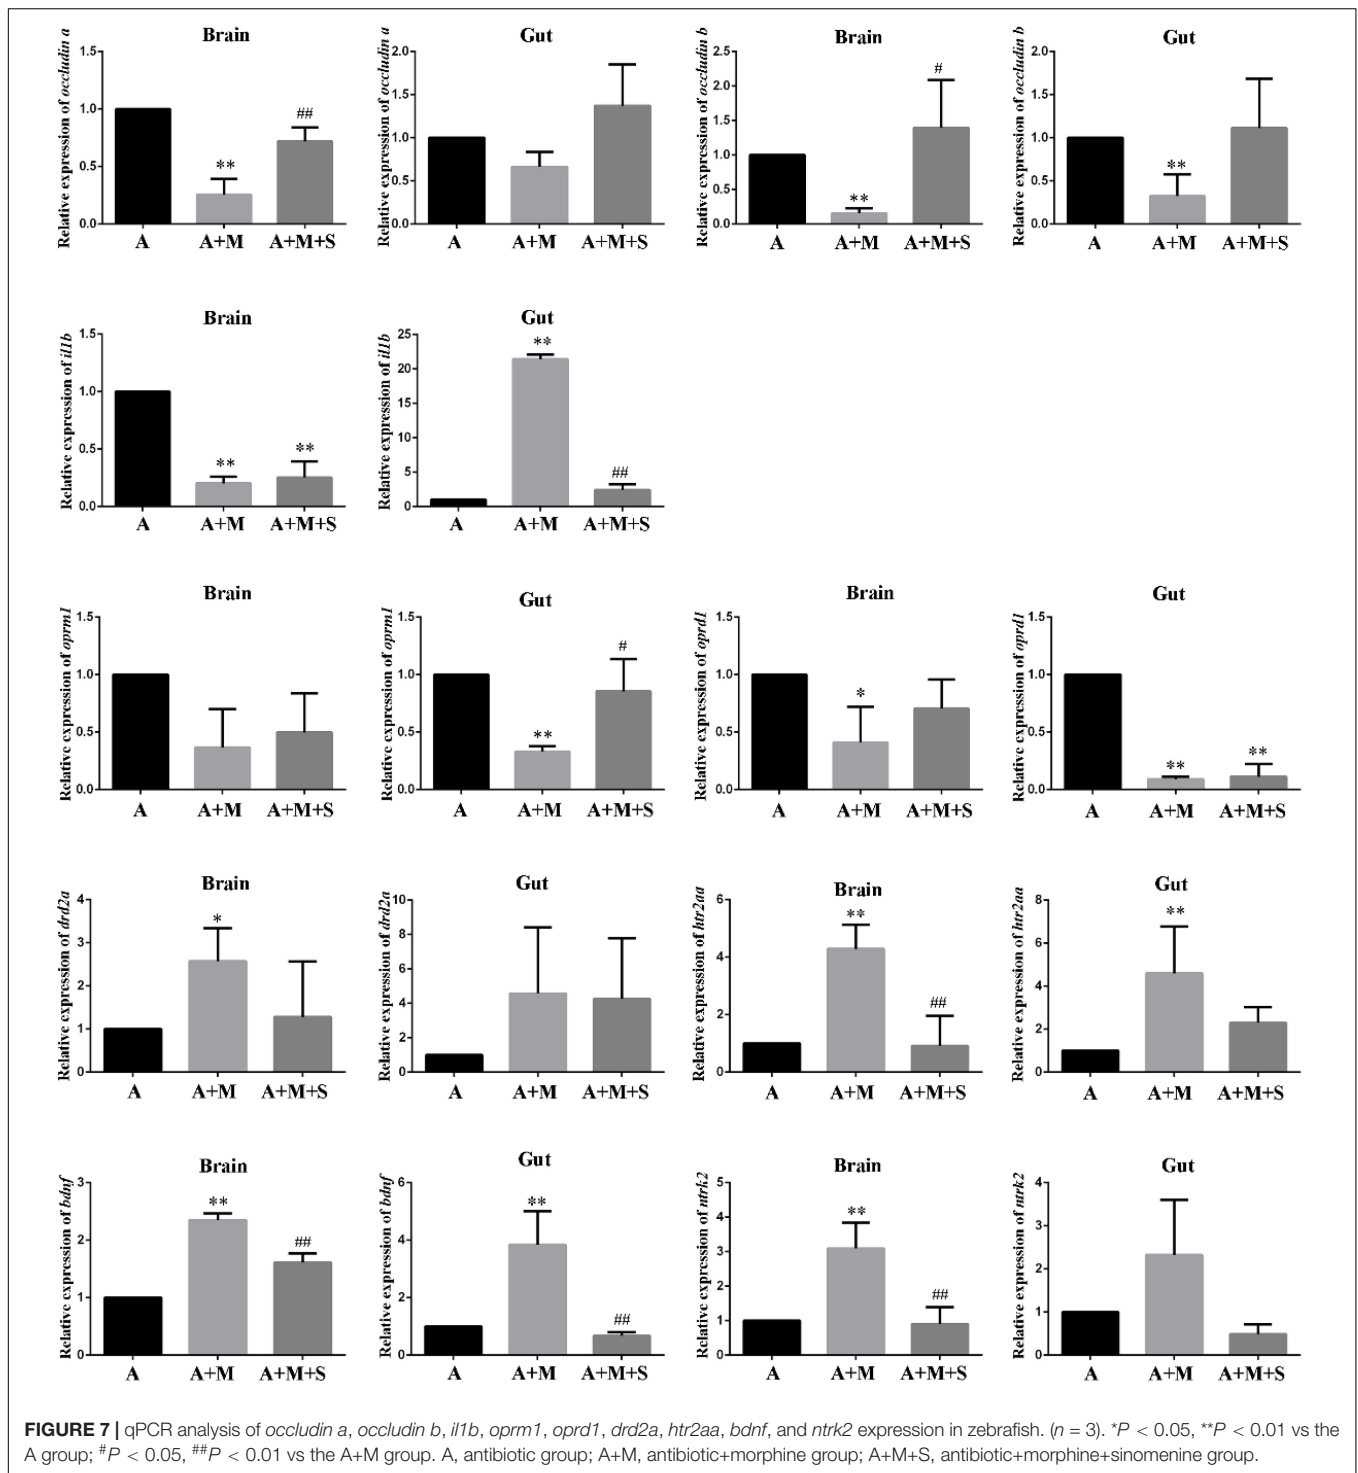 Brain
Relative expression of occludin a
1.5
1.0
0.5
0.0
**
##
A A+M A+M+S
Gut
Relative expression of occludin a
2.0
1.5
1.0
0.5
0.0
A A+M A+M+S
Brain
Relative expression of occludin b
2.5
2.0
1.5
1.0
0.5
0.0
**
#
A A+M A+M+S
Gut
Relative expression of occludin b
2.0
1.5
1.0
0.5
0.0
**
A A+M A+M+S
Brain
Relative expression of il1b
1.5
1.0
0.5
0.0
**
**
A A+M A+M+S
Gut
Relative expression of il1b
25
20
15
10
5
0
**
##
A A+M A+M+S
Brain
Relative expression of oprm1
1.5
1.0
0.5
0.0
A A+M A+M+S
Gut
Relative expression of oprm1
1.5
1.0
0.5
0.0
**
#
A A+M A+M+S
Brain
Relative expression of oprd1
1.5
1.0
0.5
0.0
*
A A+M A+M+S
Gut
Relative expression of oprd1
1.5
1.0
0.5
0.0
**
**
A A+M A+M+S
Brain
Relative expression of drd2a
4
3
2
1
0
*
A A+M A+M+S
Gut
Relative expression of drd2a
10
8
6
4
2
0
A A+M A+M+S
Brain
Relative expression of htr2aa
6
4
2
0
**
##
A A+M A+M+S
Gut
Relative expression of htr2aa
8
6
4
2
0
**
A A+M A+M+S
Brain
Relative expression of bdnf
3
2
1
0
**
##
A A+M A+M+S
Gut
Relative expression of bdnf
6
4
2
0
**
##
A A+M A+M+S
Brain
Relative expression of ntrk2
5
4
3
2
1
0
**
##
A A+M A+M+S
Gut
Relative expression of ntrk2
4
3
2
1
0
A A+M A+M+S
FIGURE 7 | qPCR analysis of occludin a, occludin b, il1b, oprm1, oprd1, drd2a, htr2aa, bdnf, and ntrk2 expression in zebrafish. (n = 3). *P < 0.05, **P < 0.01 vs the
A group; #P < 0.05, ##P < 0.01 vs the A+M group. A, antibiotic group; A+M, antibiotic+morphine group; A+M+S, antibiotic+morphine+sinomenine group.